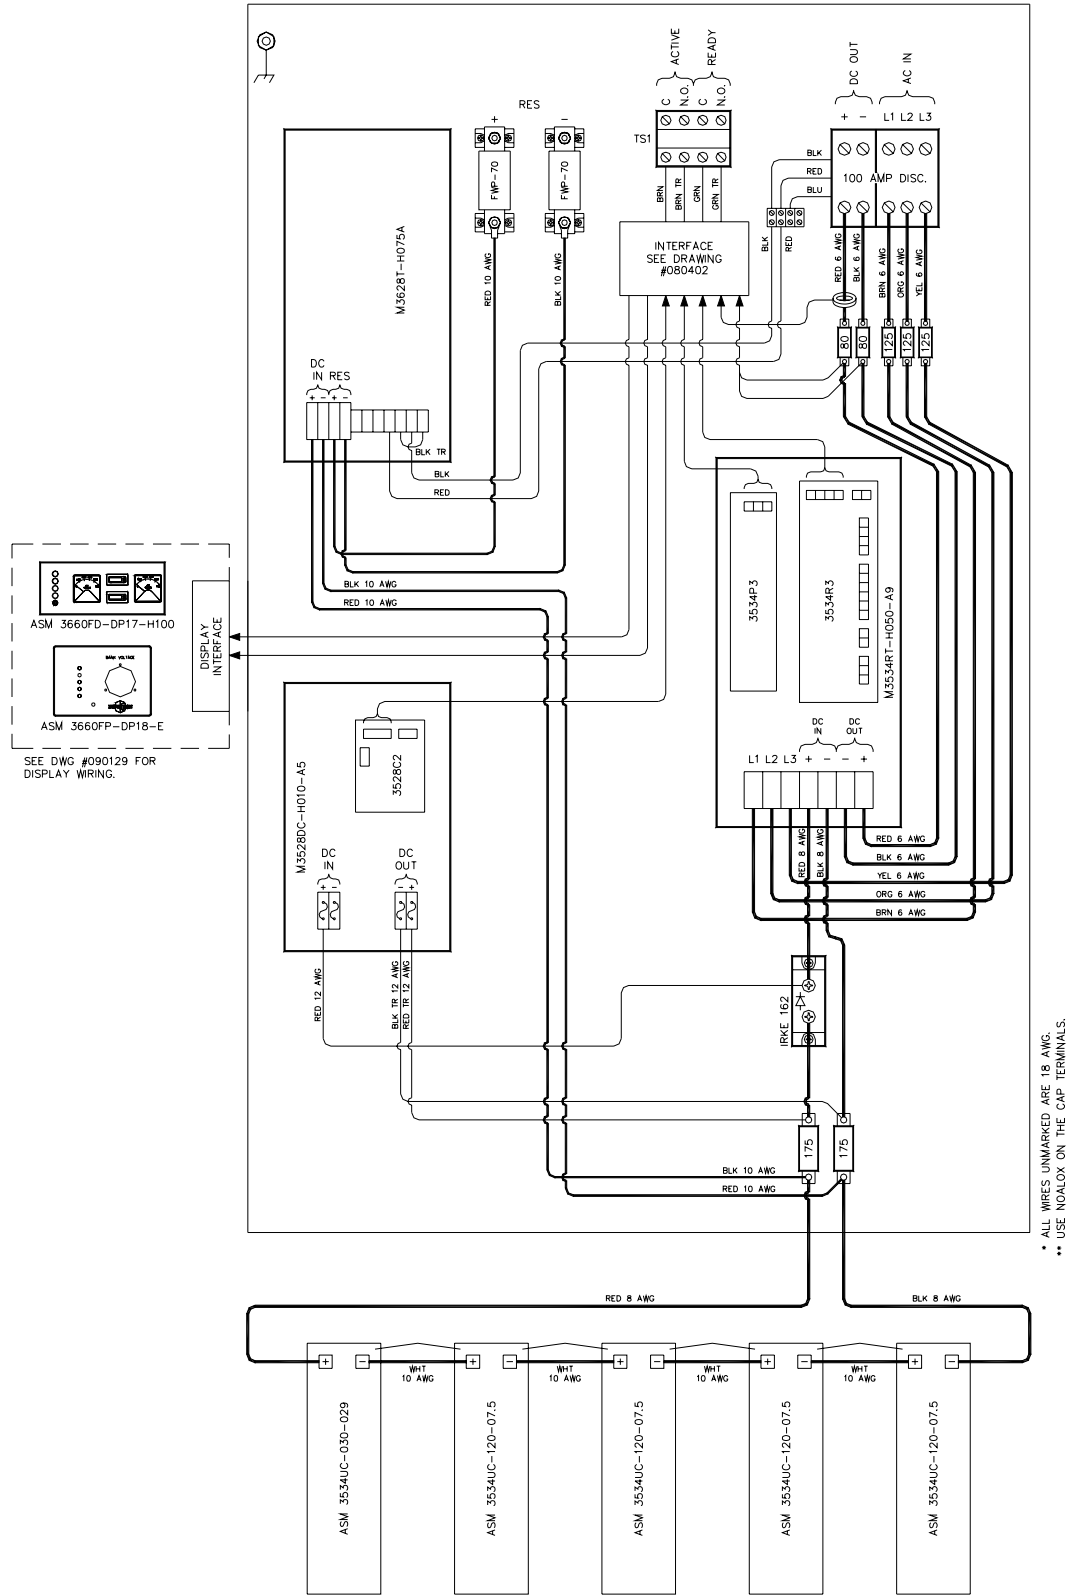 ACTIVE
READY
DC OUT
AC IN
C
N.O.
C
N.O.
+ − L1 L2 L3
RES
+ −
TS1
BLK
RED
BLU
100 AMP DISC.
FWP-70
FWP-70
BRN
BRN TR
GRN
GRN TR
BLK
RED
M3628T-H075A
INTERFACE
SEE DRAWING
#080402
RED 10 AWG
BLK 10 AWG
RED 6 AWG
BLK 6 AWG
BRN 6 AWG
ORG 6 AWG
YEL 6 AWG
80
80
125
125
125
DC
IN RES
+ − + −
BLK TR
BLK
RED
BLK 10 AWG
RED 10 AWG
ASM 3660FD-DP17-H100
BANK VOLTAGE
ASM 3660FP-DP18-E
DISPLAY
INTERFACE
SEE DWG #090129 FOR
DISPLAY WIRING.
3534P3
3534R3
M3534RT-H050-A9
DC
IN
DC
OUT
L1 L2 L3 + − − +
3528C2
M3528DC-H010-A5
DC
IN
+ −
DC
OUT
− +
RED 8 AWG
BLK 8 AWG
RED 6 AWG
BLK 6 AWG
YEL 6 AWG
ORG 6 AWG
BRN 6 AWG
RED 12 AWG
BLK TR 12 AWG
RED TR 12 AWG
IRKE 162
175
175
BLK 10 AWG
RED 10 AWG
* ALL WIRES UNMARKED ARE 18 AWG.
** USE NOALOX ON THE CAP TERMINALS.
RED 8 AWG
BLK 8 AWG
+ − + − + − + − + −
WHT
10 AWG
WHT
10 AWG
WHT
10 AWG
WHT
10 AWG
ASM 3534UC-030-029
ASM 3534UC-120-07.5
ASM 3534UC-120-07.5
ASM 3534UC-120-07.5
ASM 3534UC-120-07.5